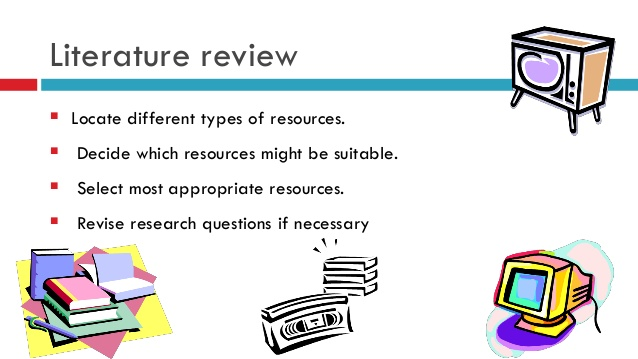 Literature review
Locate different types of resources.
Decide which resources might be suitable.
Select most appropriate resources.
Revise research questions if necessary